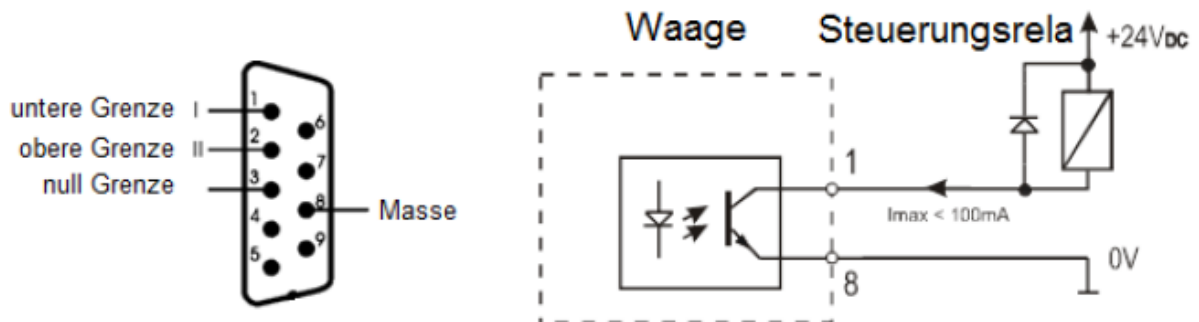 untere Grenze I
obere Grenze II
null Grenze
1
2
3
4
5
6
7
8
9
Masse
Waage
Steuerungsrela
+24VDC
1
Imax < 100mA
0V
8